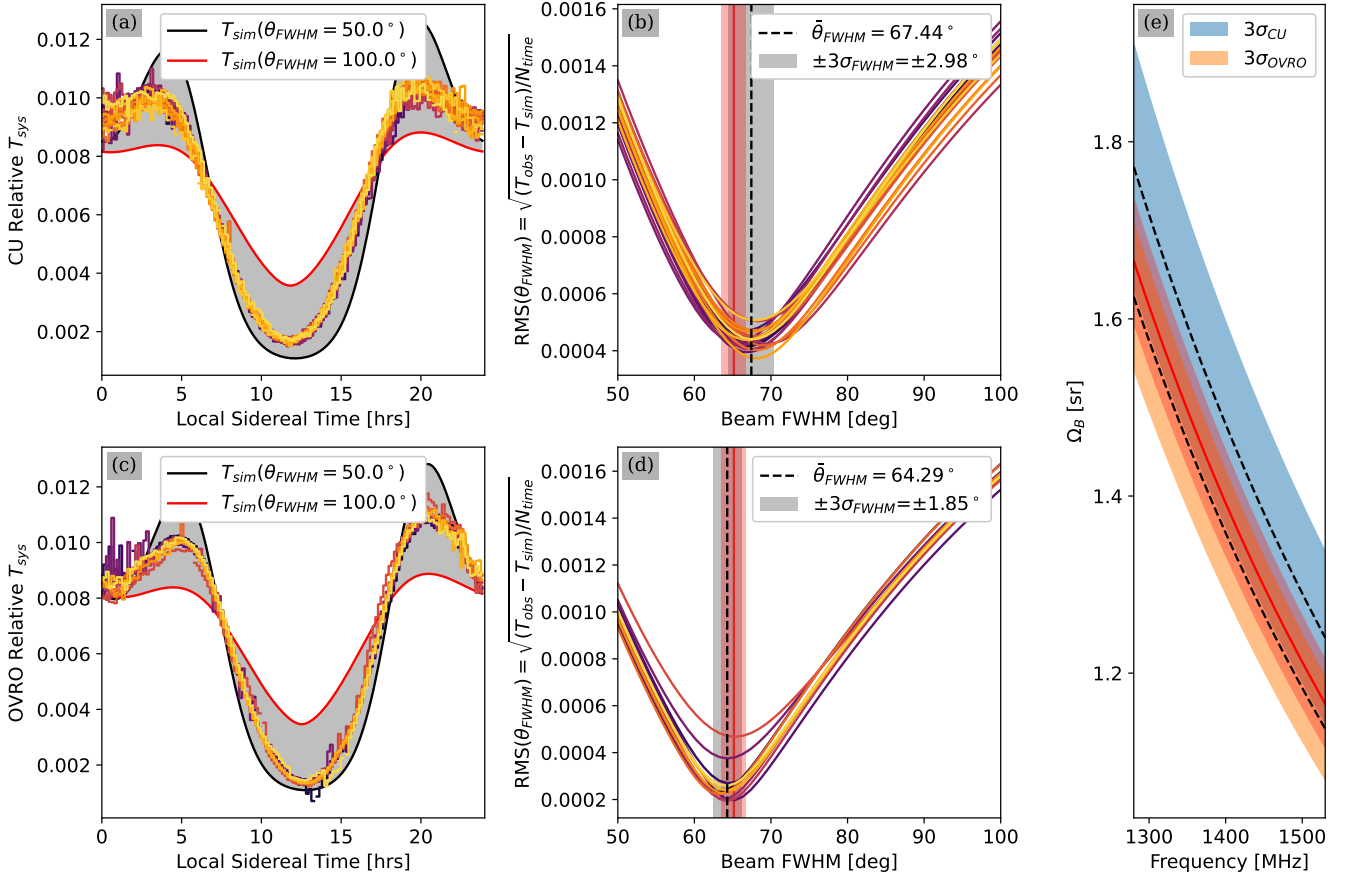 (a)
T_sim(θ_FWHM = 50.0°)
T_sim(θ_FWHM = 100.0°)
CU Relative T_sys
0.012
0.010
0.008
0.006
0.004
0.002
0 5 10 15 20
Local Sidereal Time [hrs]
(b)
θ̄_FWHM = 67.44°
±3σ_FWHM=±2.98°
RMS(θ_FWHM) = √(T_obs − T_sim)/N_time
0.0016
0.0014
0.0012
0.0010
0.0008
0.0006
0.0004
50 60 70 80 90 100
Beam FWHM [deg]
(c)
T_sim(θ_FWHM = 50.0°)
T_sim(θ_FWHM = 100.0°)
OVRO Relative T_sys
0.012
0.010
0.008
0.006
0.004
0.002
0 5 10 15 20
Local Sidereal Time [hrs]
(d)
θ̄_FWHM = 64.29°
±3σ_FWHM=±1.85°
RMS(θ_FWHM) = √(T_obs − T_sim)/N_time
0.0016
0.0014
0.0012
0.0010
0.0008
0.0006
0.0004
0.0002
50 60 70 80 90 100
Beam FWHM [deg]
(e)
3σ_CU
3σ_OVRO
Ω_B [sr]
1.8
1.6
1.4
1.2
1300 1400 1500
Frequency [MHz]